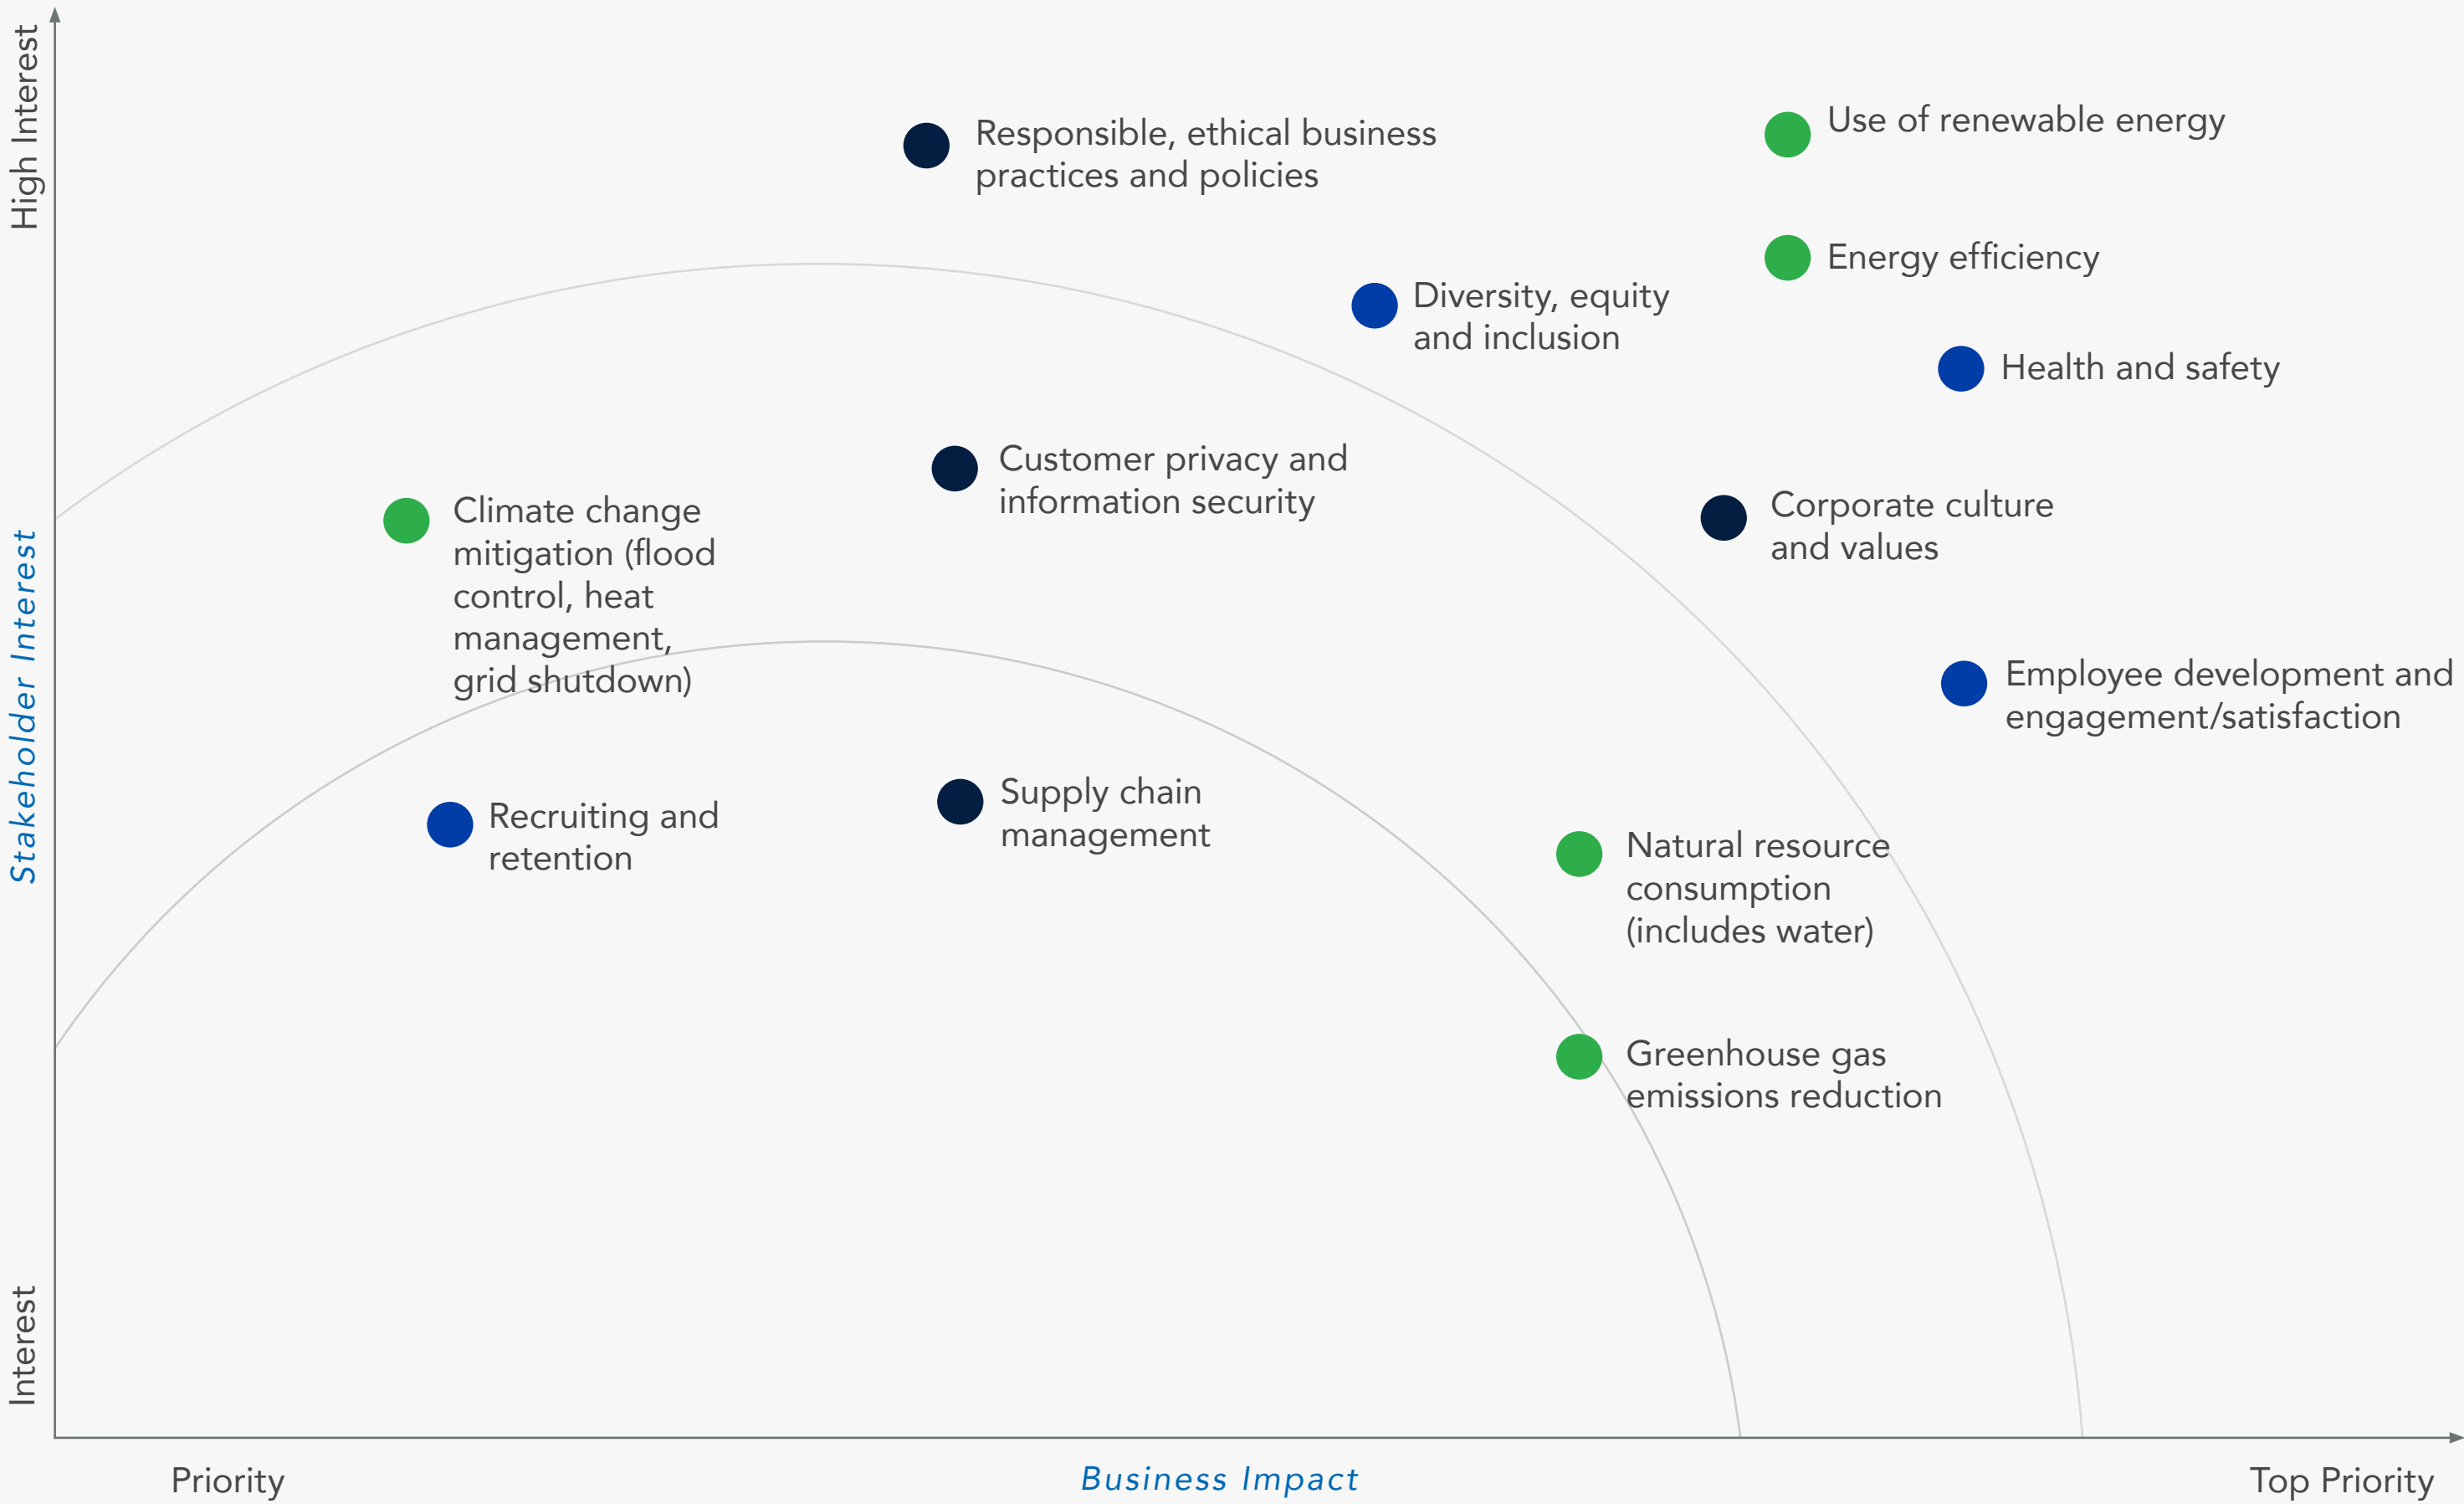 High Interest
Stakeholder Interest
Interest
Responsible, ethical business
practices and policies
Use of renewable energy
Energy efficiency
Diversity, equity
and inclusion
Health and safety
Customer privacy and
information security
Climate change
mitigation (flood
control, heat
management,
grid shutdown)
Corporate culture
and values
Employee development and
engagement/satisfaction
Recruiting and
retention
Supply chain
management
Natural resource
consumption
(includes water)
Greenhouse gas
emissions reduction
Priority
Business Impact
Top Priority